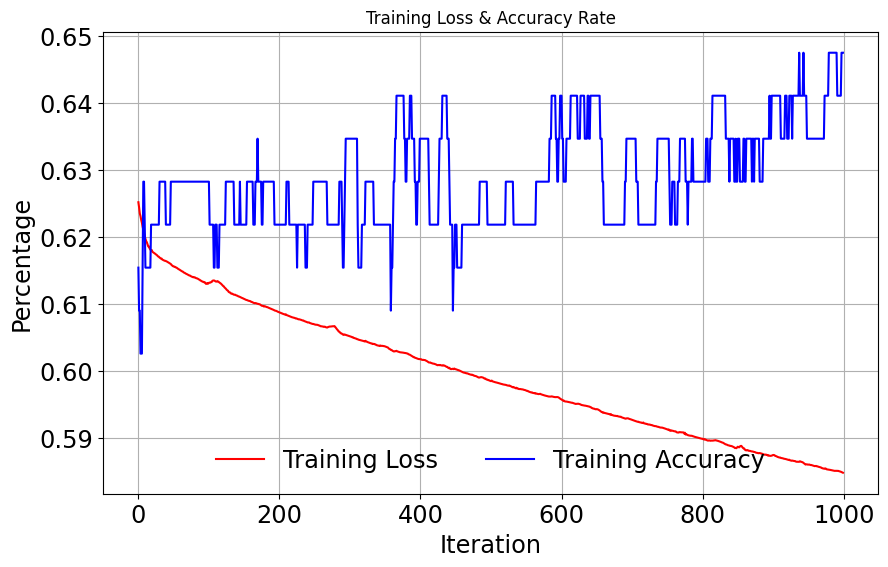 Training Loss & Accuracy Rate
Percentage
0.65
0.64
0.63
0.62
0.61
0.60
0.59
Training Loss
Training Accuracy
0
200
400
600
800
1000
Iteration